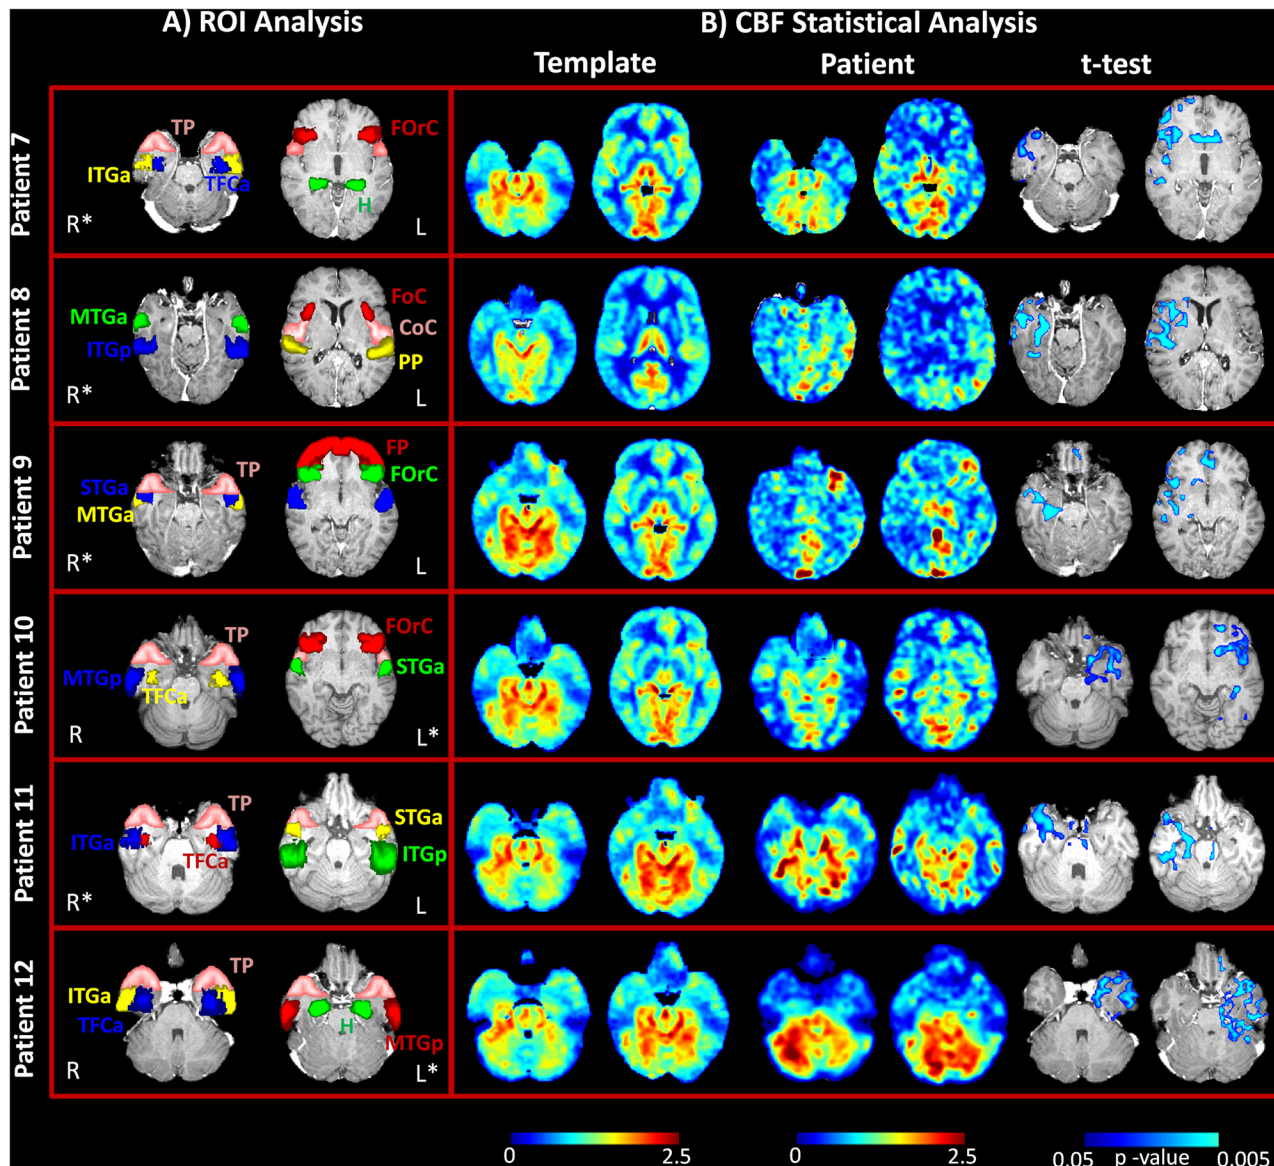 A) ROI Analysis
B) CBF Statistical Analysis
Template
Patient
t-test
Patient 7
TP
FOrC
ITGa
TFCa
H
R*
L
Patient 8
MTGa
FoC
CoC
ITGp
PP
R*
L
Patient 9
FP
TP
FOrC
STGa
MTGa
R*
L
Patient 10
TP
FOrC
MTGp
STGa
TFCa
R
L*
Patient 11
TP
STGa
ITGa
TFCa
ITGp
R*
L
Patient 12
TP
ITGa
TFCa
H
MTGp
R
L*
0 2.5
0 2.5
0.05 p -value 0.005